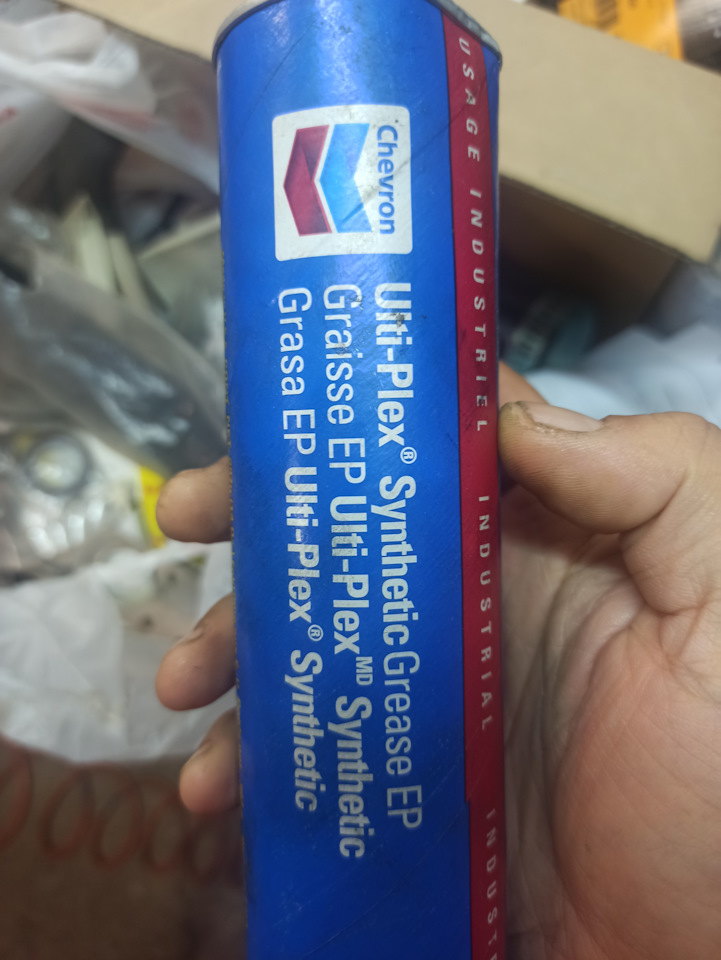 USAGE INDUSTRIEL INDUSTRIAL
Chevron
Ulti-Plex® Synthetic Grease EP
Graisse EP Ulti-Plex MD Synthetic
Grasa EP Ulti-Plex® Synthetic